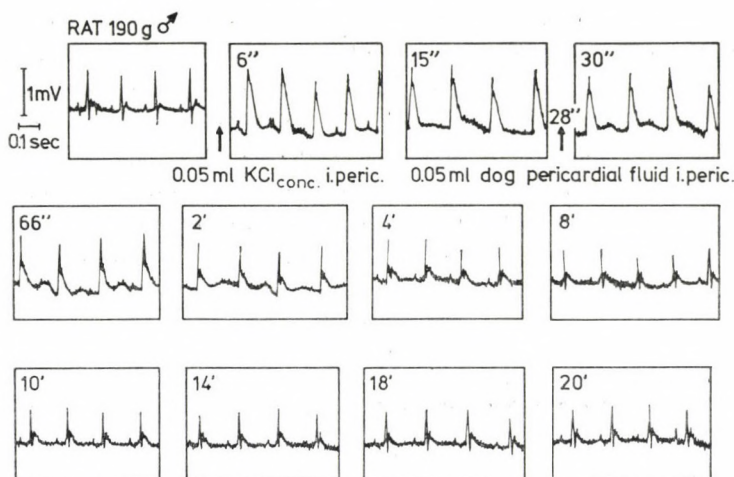 RAT 190 g ♂
1mV
0.1 sec
6''
15''
28''
30''
0.05 ml KCl conc. i.peric.
0.05 ml dog pericardial fluid i.peric.
66''
2'
4'
8'
10'
14'
18'
20'